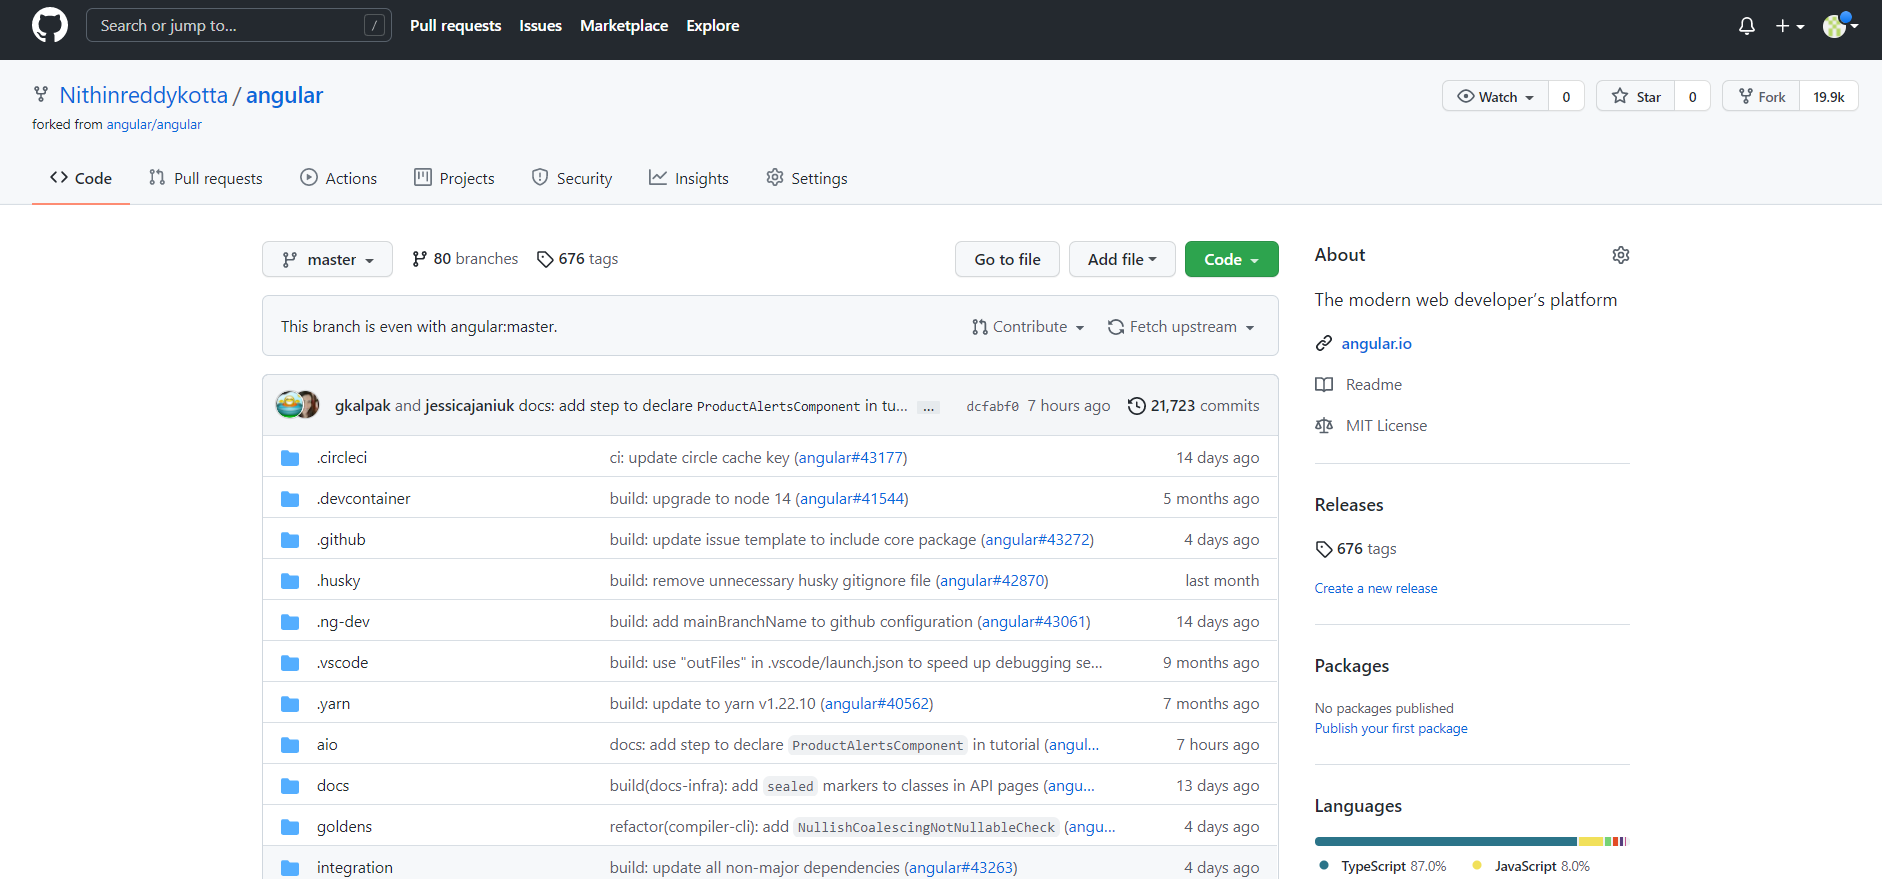 Search or jump to... /
Pull requests Issues Marketplace Explore
Nithinreddykotta / angular
forked from angular/angular
Watch 0 Star 0 Fork 19.9k
Code Pull requests Actions Projects Security Insights Settings
master 80 branches 676 tags Go to file Add file Code
This branch is even with angular:master. Contribute Fetch upstream
gkalpak and jessicajaniuk docs: add step to declare ProductAlertsComponent in tu... ... dcfabf0 7 hours ago 21,723 commits
.circleci ci: update circle cache key (angular#43177) 14 days ago
.devcontainer build: upgrade to node 14 (angular#41544) 5 months ago
.github build: update issue template to include core package (angular#43272) 4 days ago
.husky build: remove unnecessary husky gitignore file (angular#42870) last month
.ng-dev build: add mainBranchName to github configuration (angular#43061) 14 days ago
.vscode build: use "outFiles" in .vscode/launch.json to speed up debugging se... 9 months ago
.yarn build: update to yarn v1.22.10 (angular#40562) 7 months ago
aio docs: add step to declare ProductAlertsComponent in tutorial (angul... 7 hours ago
docs build(docs-infra): add sealed markers to classes in API pages (angu... 13 days ago
goldens refactor(compiler-cli): add NullishCoalescingNotNullableCheck (angu... 4 days ago
integration build: update all non-major dependencies (angular#43263) 4 days ago
About
The modern web developer’s platform
angular.io
Readme
MIT License
Releases
676 tags
Create a new release
Packages
No packages published
Publish your first package
Languages
TypeScript 87.0% JavaScript 8.0%